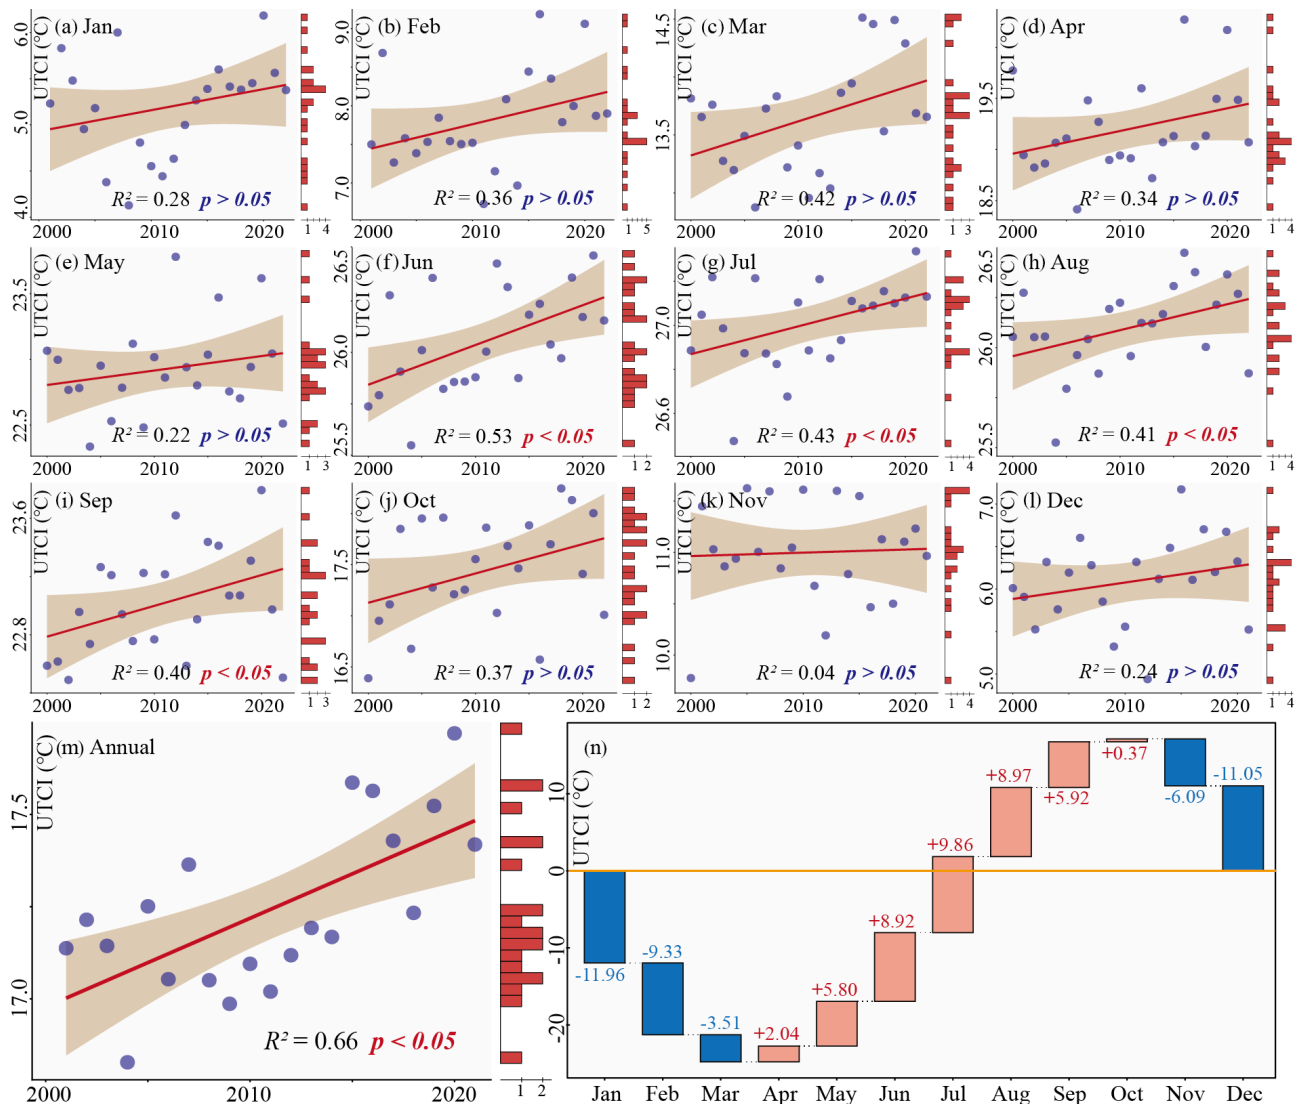 (a) Jan
UTCI (°C)
6.0
5.0
4.0
R² = 0.28 p > 0.05
2000 2010 2020
1 4
(b) Feb
UTCI (°C)
9.0
8.0
7.0
R² = 0.36 p > 0.05
2000 2010 2020
1 5
(c) Mar
UTCI (°C)
14.5
13.5
R² = 0.42 p > 0.05
2000 2010 2020
1 3
(d) Apr
UTCI (°C)
19.5
18.5
R² = 0.34 p > 0.05
2000 2010 2020
1 4
(e) May
UTCI (°C)
23.5
22.5
R² = 0.22 p > 0.05
2000 2010 2020
1 3
(f) Jun
UTCI (°C)
26.5
26.0
25.5
R² = 0.53 p < 0.05
2000 2010 2020
1 2
(g) Jul
UTCI (°C)
27.0
26.6
R² = 0.43 p < 0.05
2000 2010 2020
1 4
(h) Aug
UTCI (°C)
26.5
26.0
25.5
R² = 0.41 p < 0.05
2000 2010 2020
1 4
(i) Sep
UTCI (°C)
23.6
22.8
R² = 0.40 p < 0.05
2000 2010 2020
1 3
(j) Oct
UTCI (°C)
17.5
16.5
R² = 0.37 p > 0.05
2000 2010 2020
1 2
(k) Nov
UTCI (°C)
11.0
10.0
R² = 0.04 p > 0.05
2000 2010 2020
1 4
(l) Dec
UTCI (°C)
7.0
6.0
5.0
R² = 0.24 p > 0.05
2000 2010 2020
1 4
(m) Annual
UTCI (°C)
17.5
17.0
R² = 0.66 p < 0.05
2000 2010 2020
1 2
(n)
UTCI (°C)
10
0
-10
-20
-11.96
-9.33
-3.51
+2.04
+5.80
+8.92
+9.86
+8.97
+5.92
+0.37
-6.09
-11.05
Jan Feb Mar Apr May Jun Jul Aug Sep Oct Nov Dec